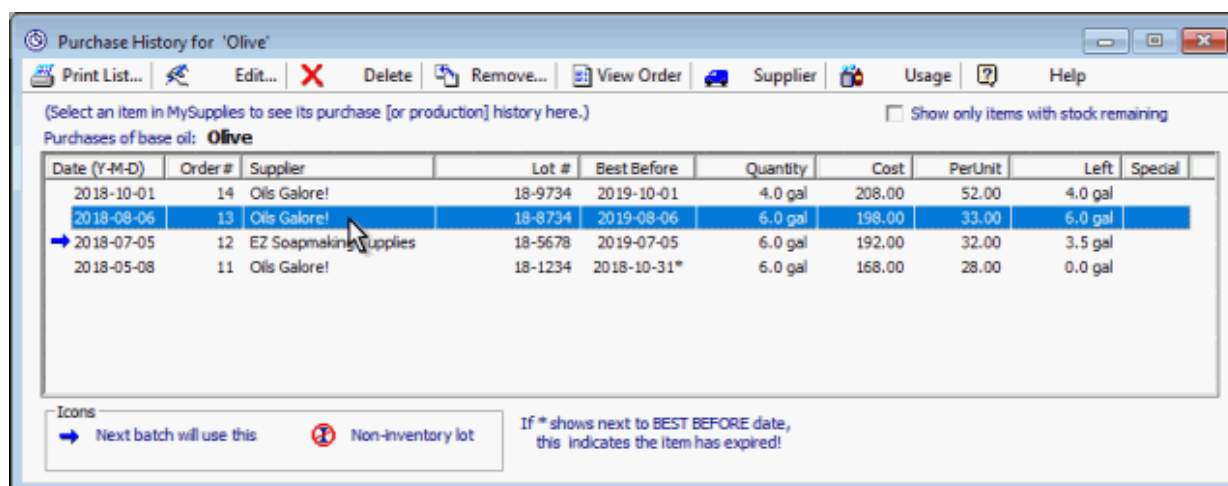 Purchase History for 'Olive'
Print List... Edit... Delete Remove... View Order Supplier Usage Help
(Select an item in MySupplies to see its purchase [or production] history here.) Show only items with stock remaining
Purchases of base oil: Olive
Date (Y-M-D) Order # Supplier Lot # Best Before Quantity Cost PerUnit Left Special
2018-10-01 14 Oils Galore! 18-9734 2019-10-01 4.0 gal 208.00 52.00 4.0 gal
2018-08-06 13 Oils Galore! 18-8734 2019-08-06 6.0 gal 198.00 33.00 6.0 gal
2018-07-05 12 EZ Soapmaking Supplies 18-5678 2019-07-05 6.0 gal 192.00 32.00 3.5 gal
2018-05-08 11 Oils Galore! 18-1234 2018-10-31* 6.0 gal 168.00 28.00 0.0 gal
Icons
Next batch will use this Non-inventory lot
If * shows next to BEST BEFORE date,
this indicates the item has expired!